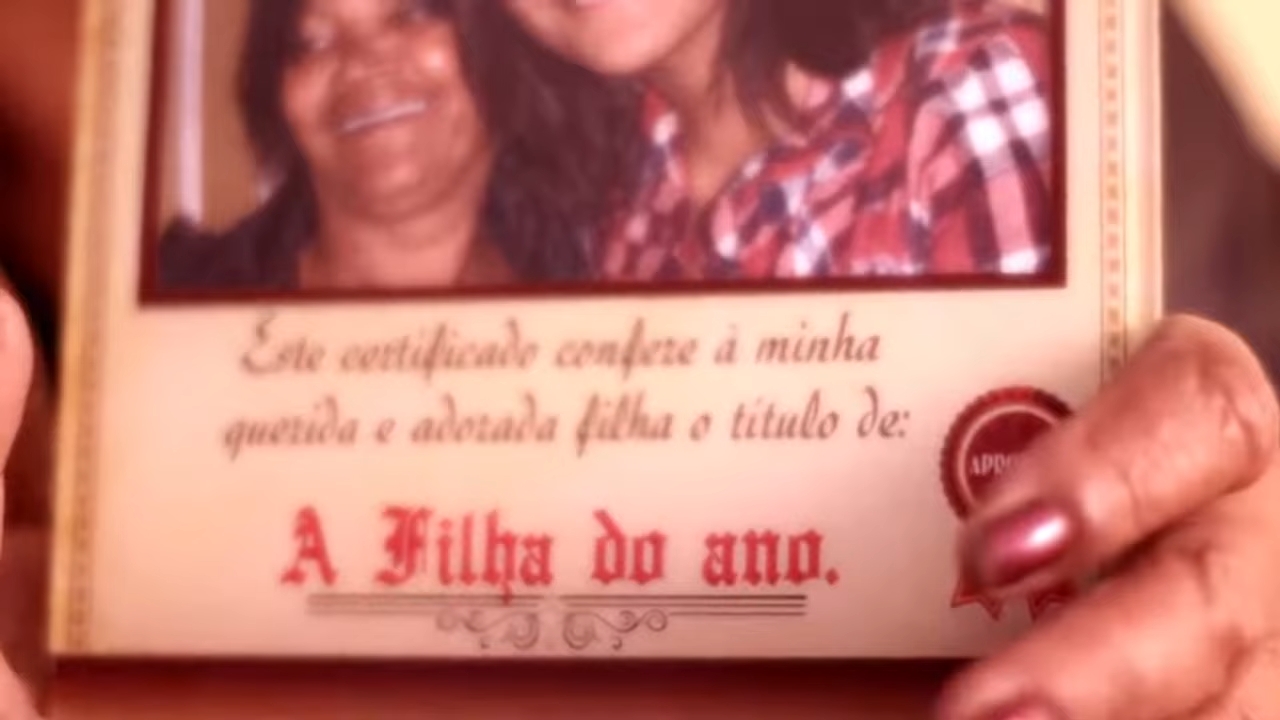 Este certificado confere à minha
querida e adorada filha o título de:
A Filha do ano.